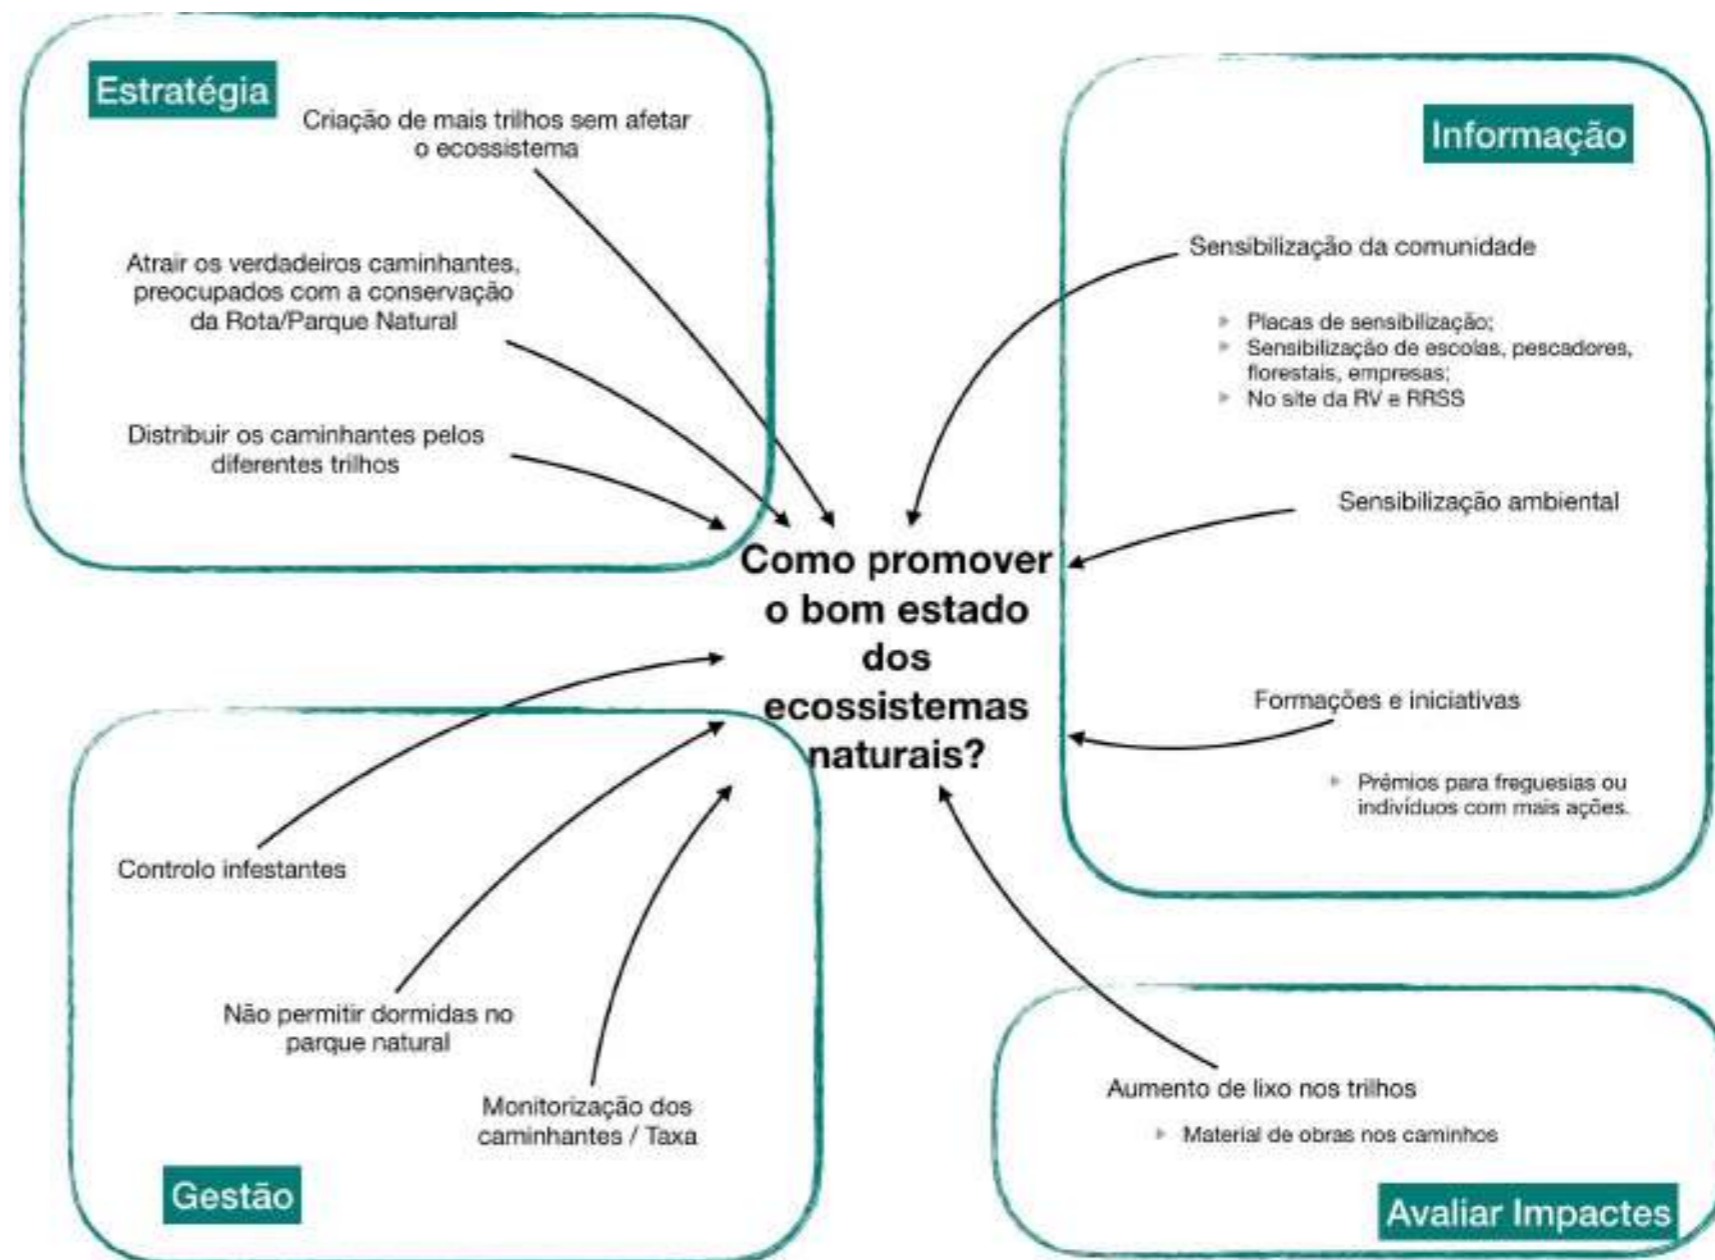 Estratégia
Criação de mais trilhos sem afetar
o ecossistema
Atrair os verdadeiros caminhantes,
preocupados com a conservação
da Rota/Parque Natural
Distribuir os caminhantes pelos
diferentes trilhos
Informação
Sensibilização da comunidade
Placas de sensibilização;
Sensibilização de escolas, pescadores,
florestais, empresas;
No site da RV e RRSS
Sensibilização ambiental
Formações e iniciativas
Prémios para freguesias ou
indivíduos com mais ações.
Como promover
o bom estado
dos
ecossistemas
naturais?
Controlo infestantes
Não permitir dormidas no
parque natural
Monitorização dos
caminhantes / Taxa
Gestão
Aumento de lixo nos trilhos
Material de obras nos caminhos
Avaliar Impactes